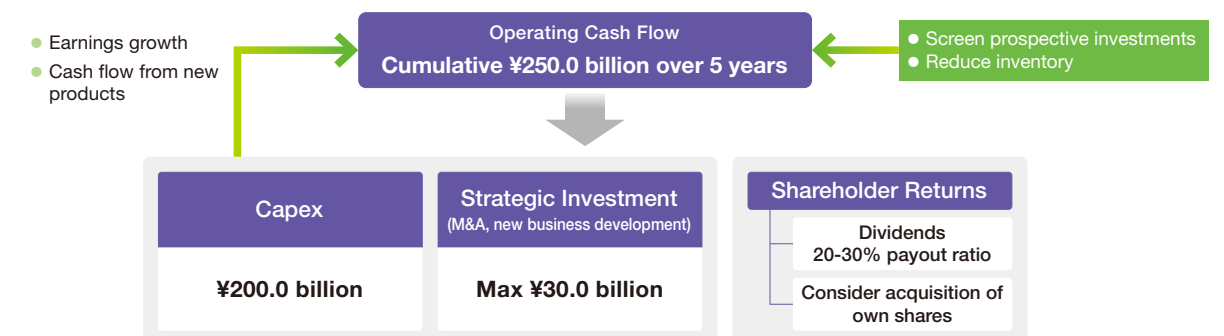 Earnings growth
Cash flow from new
products
Operating Cash Flow
Cumulative ¥250.0 billion over 5 years
Screen prospective investments
Reduce inventory
Capex
¥200.0 billion
Strategic Investment
(M&A, new business development)
Max ¥30.0 billion
Shareholder Returns
Dividends
20-30% payout ratio
Consider acquisition of
own shares